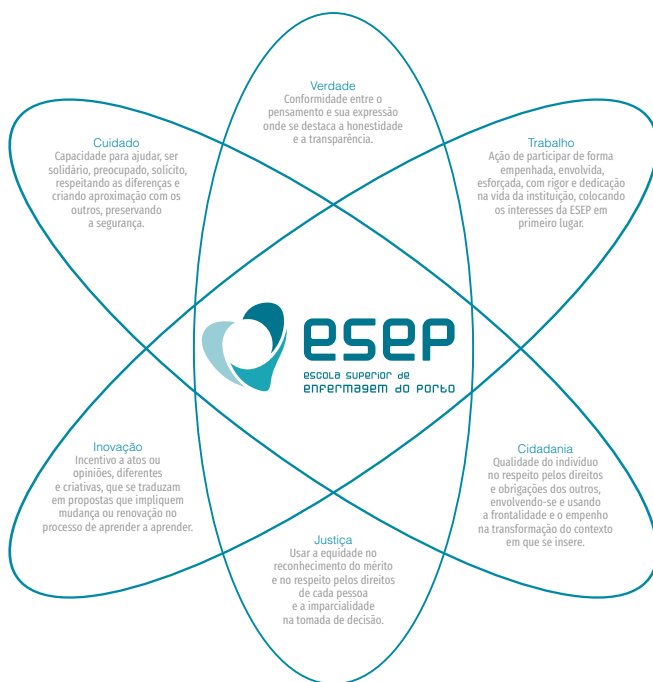 Verdade
Conformidade entre o
pensamento e sua expressão
onde se destaca a honestidade
e a transparência.
Cuidado
Capacidade para ajudar, ser
solidário, preocupado, solícito,
respeitando as diferenças e
criando aproximação com os
outros, preservando
a segurança.
Trabalho
Ação de participar de forma
empenhada, envolvida,
esforçada, com rigor e dedicação
na vida da instituição, colocando
os interesses da ESEP em
primeiro lugar.
esep
escola superior de
enfermagem do porto
Inovação
Incentivo a atos ou
opiniões, diferentes
e criativas, que se traduzam
em propostas que impliquem
mudança ou renovação no
processo de aprender a aprender.
Cidadania
Qualidade do indivíduo
no respeito pelos direitos
e obrigações dos outros,
envolvendo-se e usando
a frontalidade e o empenho
na transformação do contexto
em que se insere.
Justiça
Usar a equidade no
reconhecimento do mérito
e no respeito pelos direitos
de cada pessoa
e a imparcialidade
na tomada de decisão.